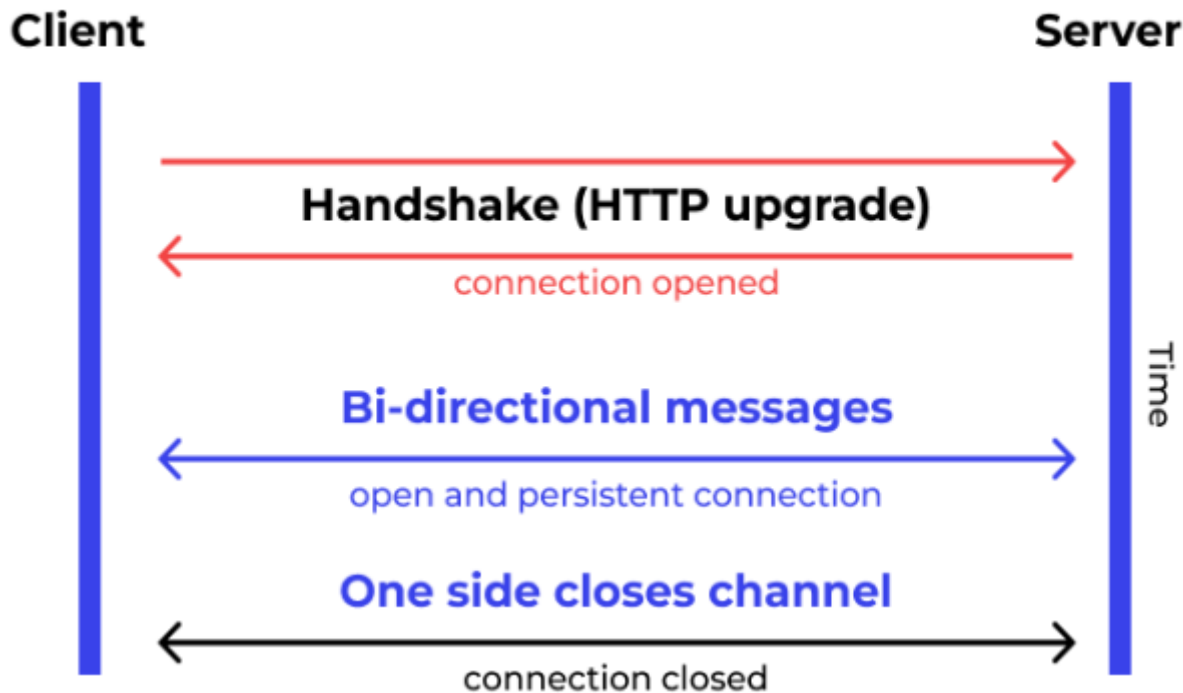 Client
Server
Handshake (HTTP upgrade)
connection opened
Time
Bi-directional messages
open and persistent connection
One side closes channel
connection closed